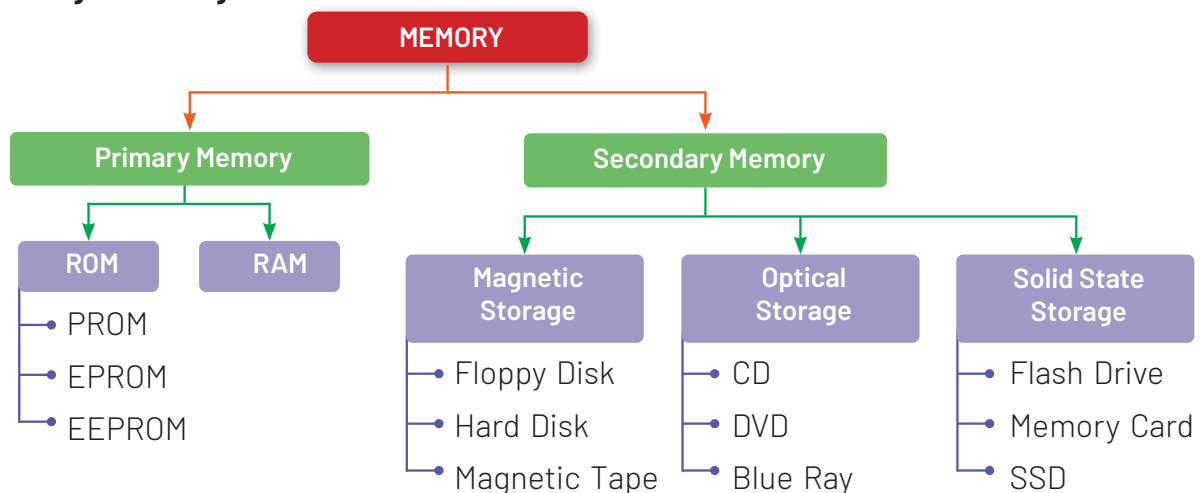 MEMORY
Primary Memory
Secondary Memory
ROM
RAM
PROM
EPROM
EEPROM
Magnetic
Storage
Floppy Disk
Hard Disk
Magnetic Tape
Optical
Storage
CD
DVD
Blue Ray
Solid State
Storage
Flash Drive
Memory Card
SSD